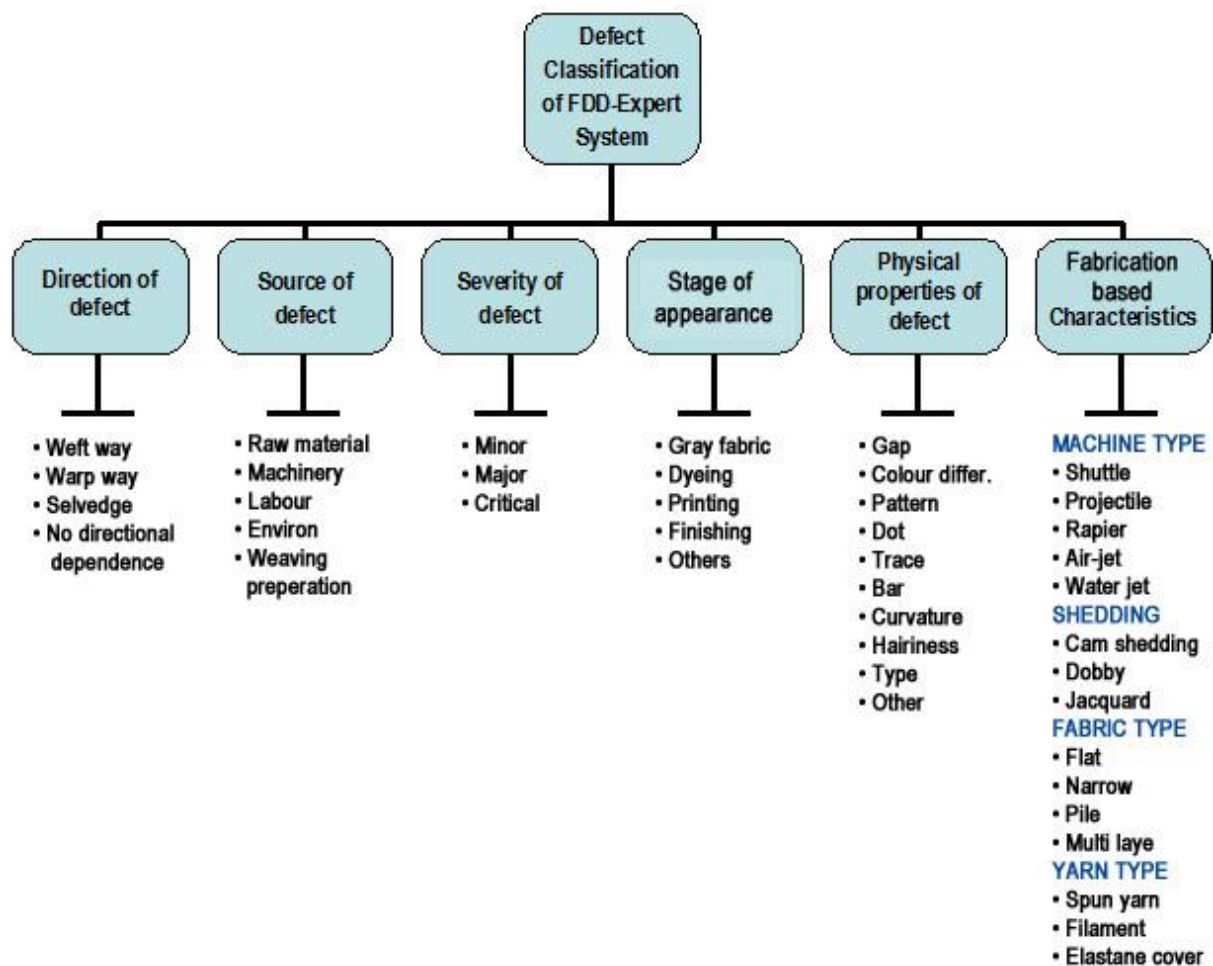 Defect
Classification
of FDD-Expert
System
Direction of
defect
Source of
defect
Severity of
defect
Stage of
appearance
Physical
properties of
defect
Fabrication
based
Characteristics
• Weft way
• Warp way
• Selvedge
• No directional
dependence
• Raw material
• Machinery
• Labour
• Environ
• Weaving
preperation
• Minor
• Major
• Critical
• Gray fabric
• Dyeing
• Printing
• Finishing
• Others
• Gap
• Colour differ.
• Pattern
• Dot
• Trace
• Bar
• Curvature
• Hairiness
• Type
• Other
MACHINE TYPE
• Shuttle
• Projectile
• Rapier
• Air-jet
• Water jet
SHEDDING
• Cam shedding
• Dobby
• Jacquard
FABRIC TYPE
• Flat
• Narrow
• Pile
• Multi laye
YARN TYPE
• Spun yarn
• Filament
• Elastane cover